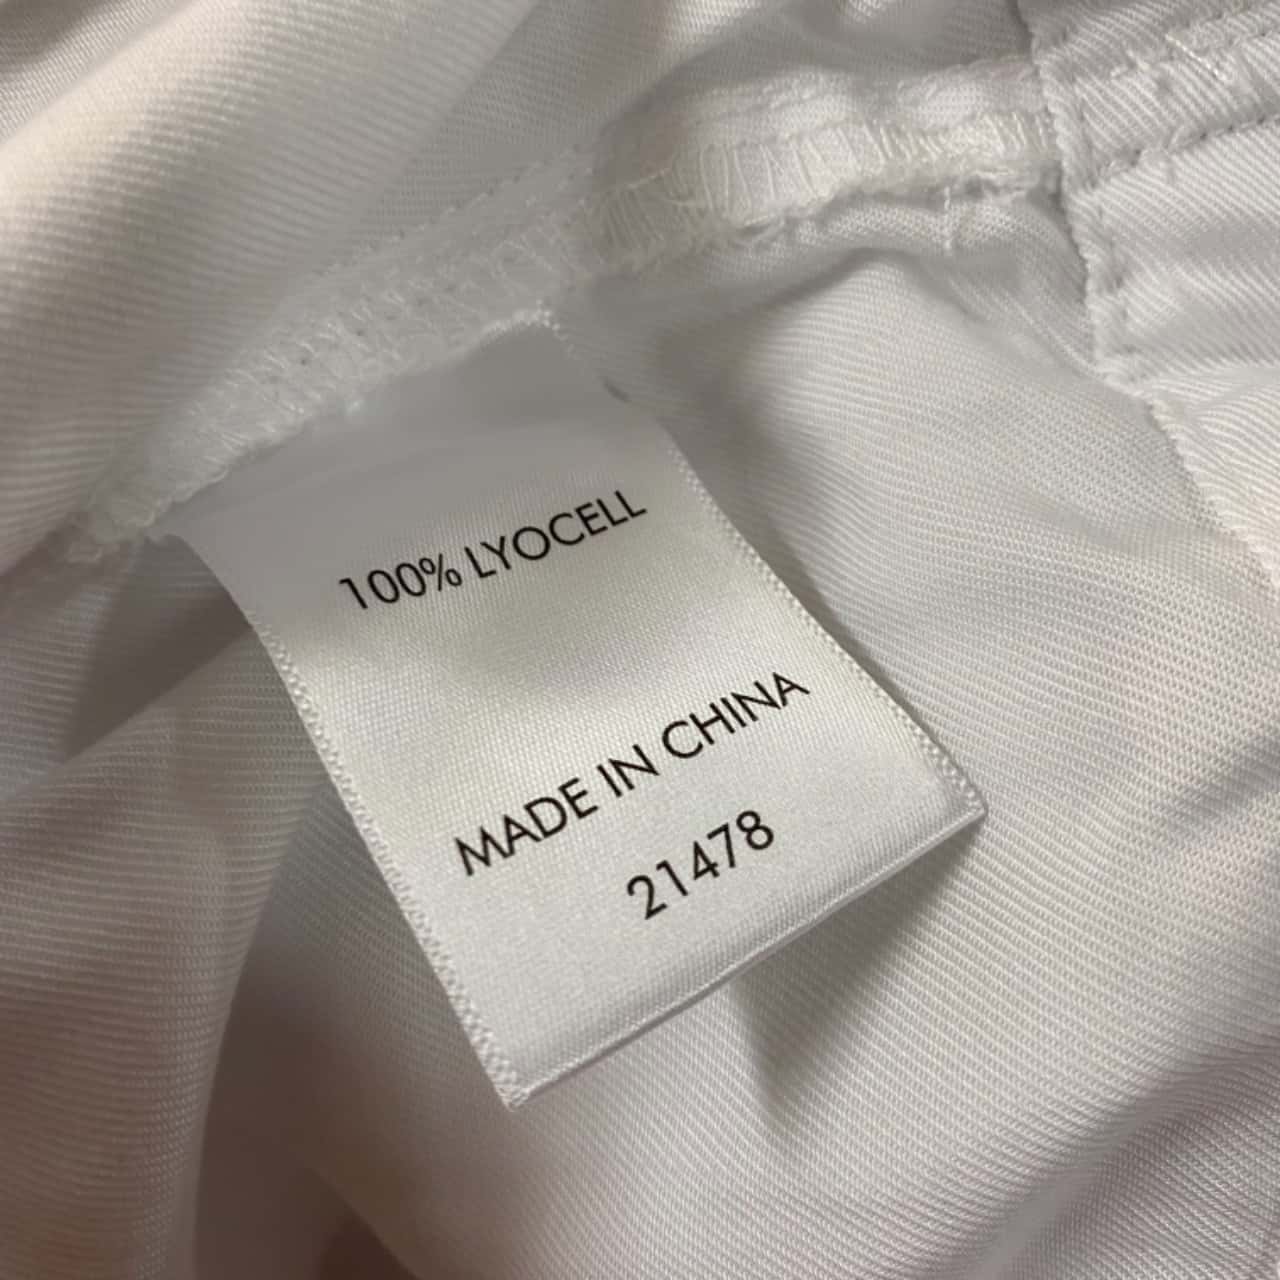 100% LYOCELL
MADE IN CHINA
21478